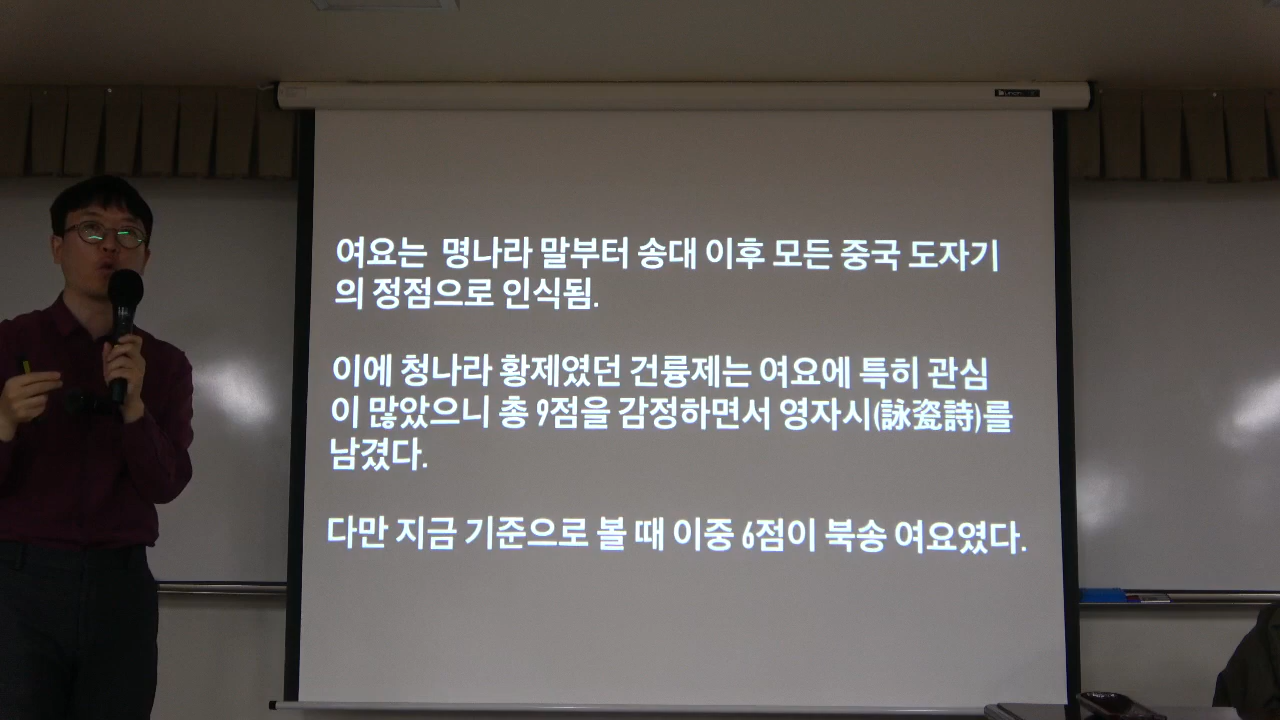 여요는 명나라 말부터 송대 이후 모든 중국 도자기
의 정점으로 인식됨.
이에 청나라 황제였던 건륭제는 여요에 특히 관심
이 많았으니 총 9점을 감정하면서 영자시(詠瓷詩)를
남겼다.
다만 지금 기준으로 볼 때 이중 6점이 북송 여요였다.